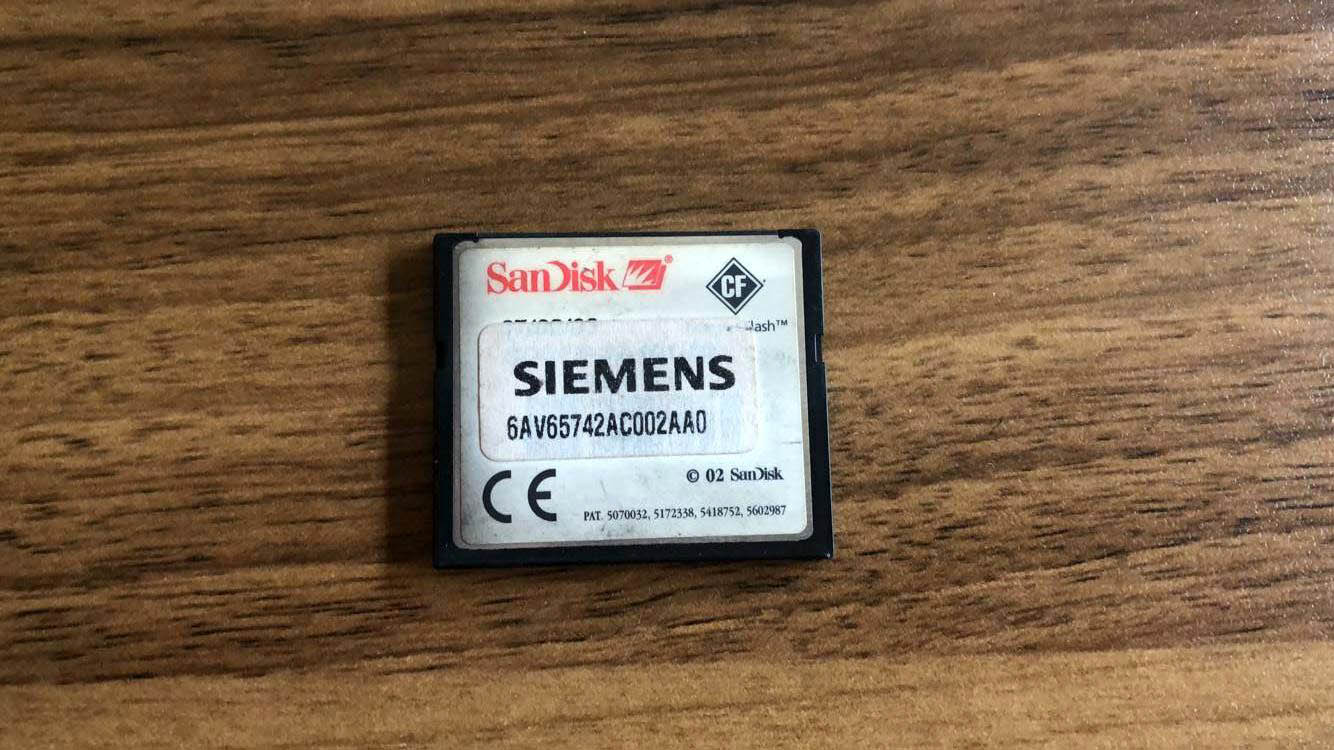 SanDisk ®
CF
SIEMENS
6AV65742AC002AA0
CE
© 02 SanDisk
PAT. 5070032, 5172338, 5418752, 5602987